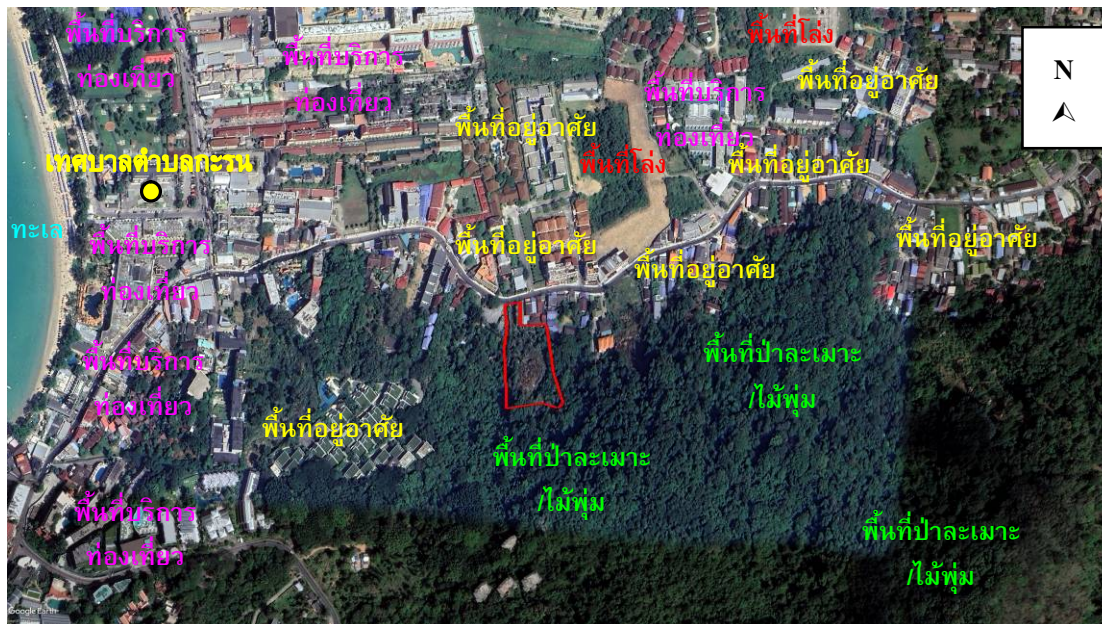 พื้นที่บริการ
ท่องเที่ยว
พื้นที่บริการ
ท่องเที่ยว
พื้นที่โล่ง
พื้นที่อยู่อาศัย
N
พื้นที่บริการ
ท่องเที่ยว
พื้นที่อยู่อาศัย
เทศบาลตำบลกะรน
พื้นที่โล่ง
พื้นที่อยู่อาศัย
ทะเล
พื้นที่บริการ
ท่องเที่ยว
พื้นที่อยู่อาศัย
พื้นที่อยู่อาศัย
พื้นที่อยู่อาศัย
พื้นที่บริการ
ท่องเที่ยว
พื้นที่ป่าละเมาะ
/ไม้พุ่ม
พื้นที่อยู่อาศัย
พื้นที่ป่าละเมาะ
/ไม้พุ่ม
พื้นที่บริการ
ท่องเที่ยว
พื้นที่ป่าละเมาะ
/ไม้พุ่ม
Google Earth